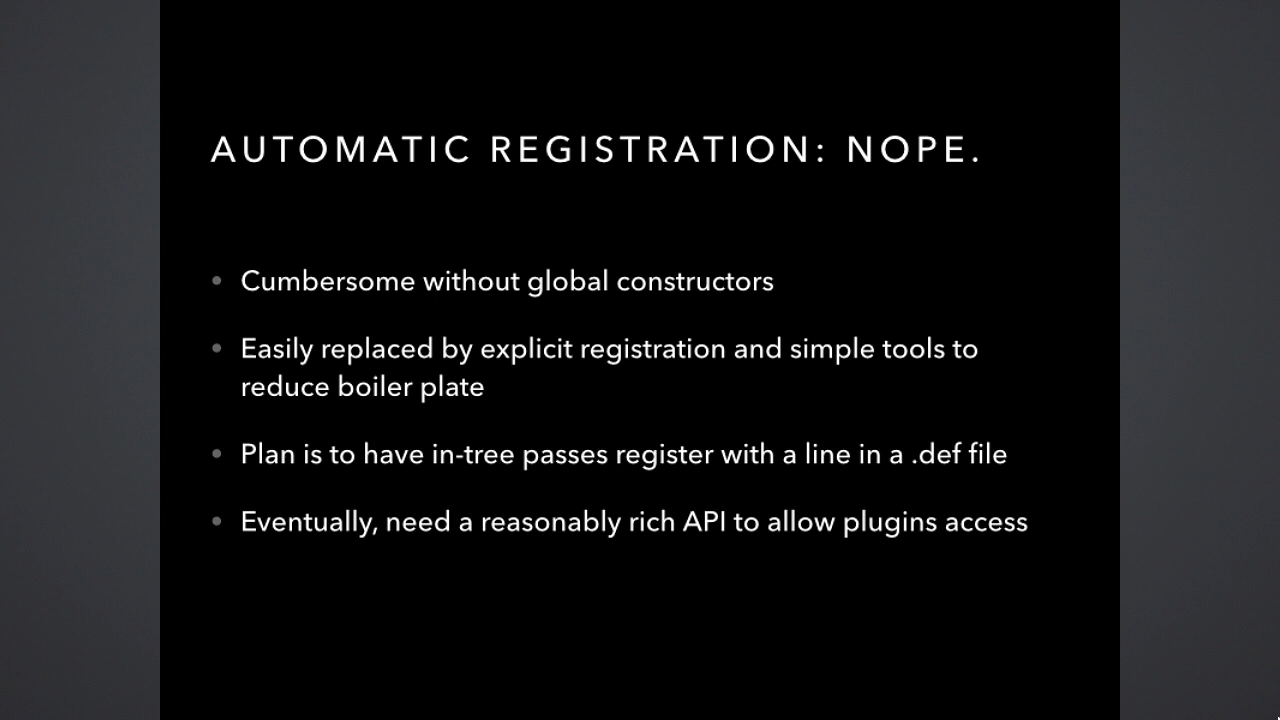 AUTOMATIC REGISTRATION: NOPE.
• Cumbersome without global constructors
• Easily replaced by explicit registration and simple tools to
reduce boiler plate
• Plan is to have in-tree passes register with a line in a .def file
• Eventually, need a reasonably rich API to allow plugins access